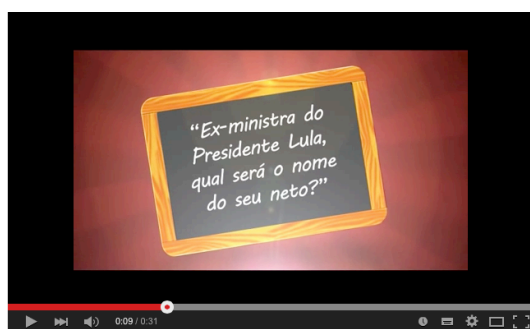 “Ex-ministra do
Presidente Lula,
qual será o nome
do seu neto?”
0:09 / 0:31